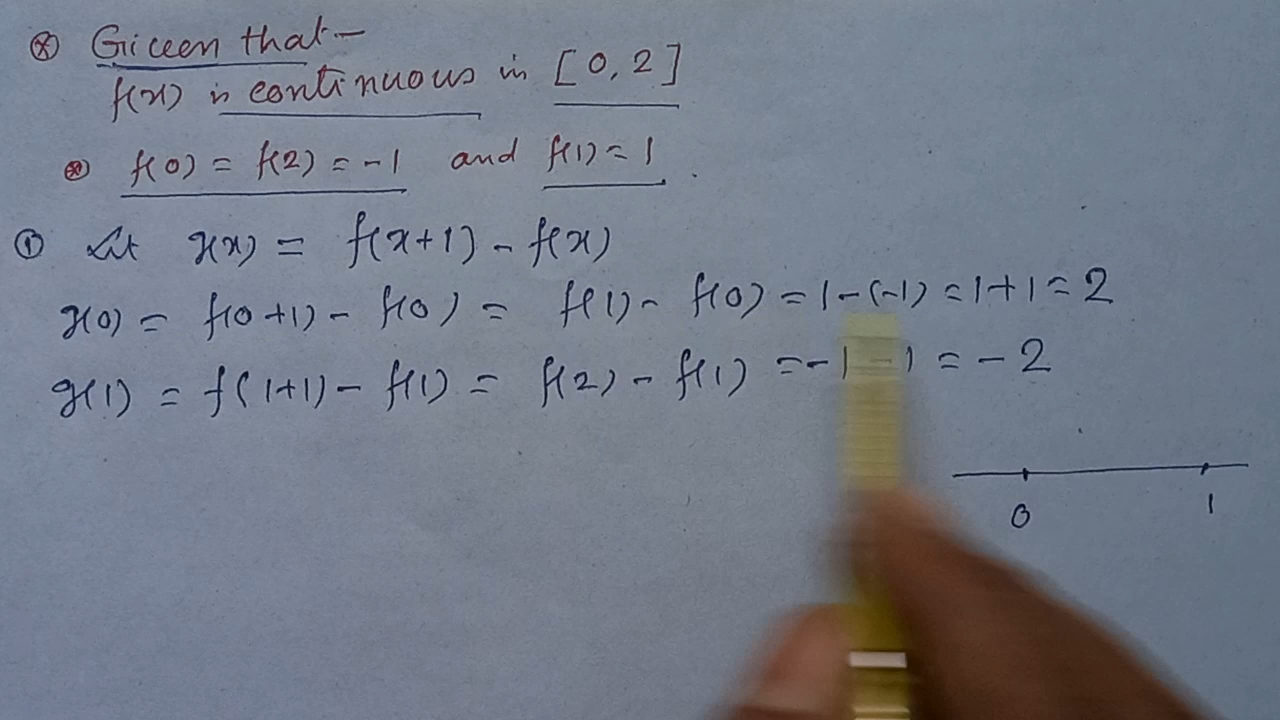 ⊗ Given that:-
f(x) is continuous in [0, 2]
⊗ f(0) = f(2) = -1 and f(1) = 1.
① Let g(x) = f(x+1) - f(x)
g(0) = f(0+1) - f(0) = f(1) - f(0) = 1-(-1) = 1+1 = 2
g(1) = f(1+1) - f(1) = f(2) - f(1) = -1 - 1 = -2
0 1